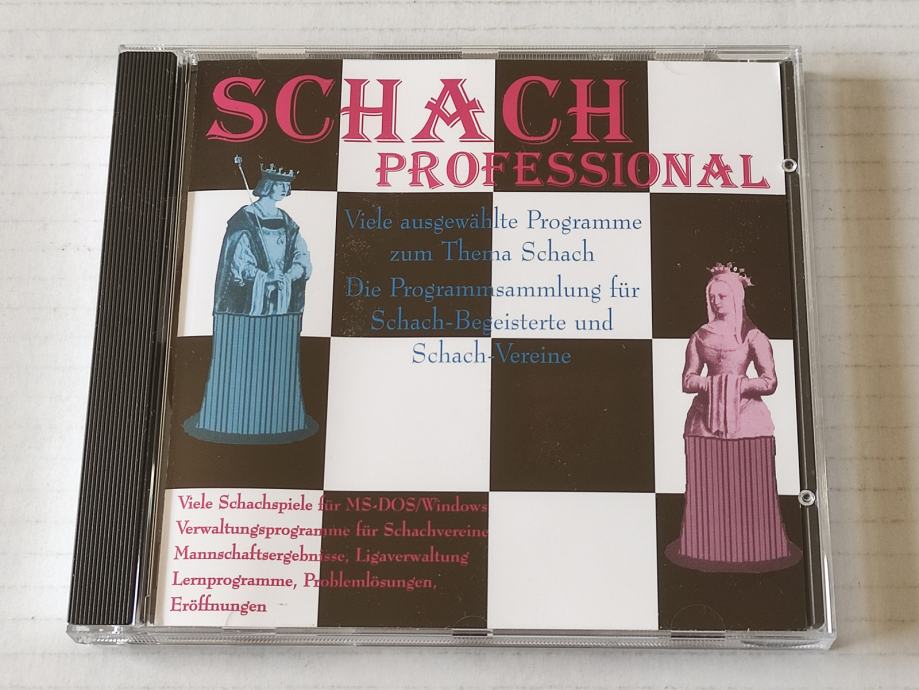 SCHACH
PROFESSIONAL
Viele ausgewählte Programme
zum Thema Schach
Die Programmsammlung für
Schach-Begeisterte und
Schach-Vereine
Viele Schachspiele für MS-DOS/Windows
Verwaltungsprogramme für Schachvereine
Mannschaftsergebnisse, Ligaverwaltung
Lernprogramme, Problemlösungen,
Eröffnungen